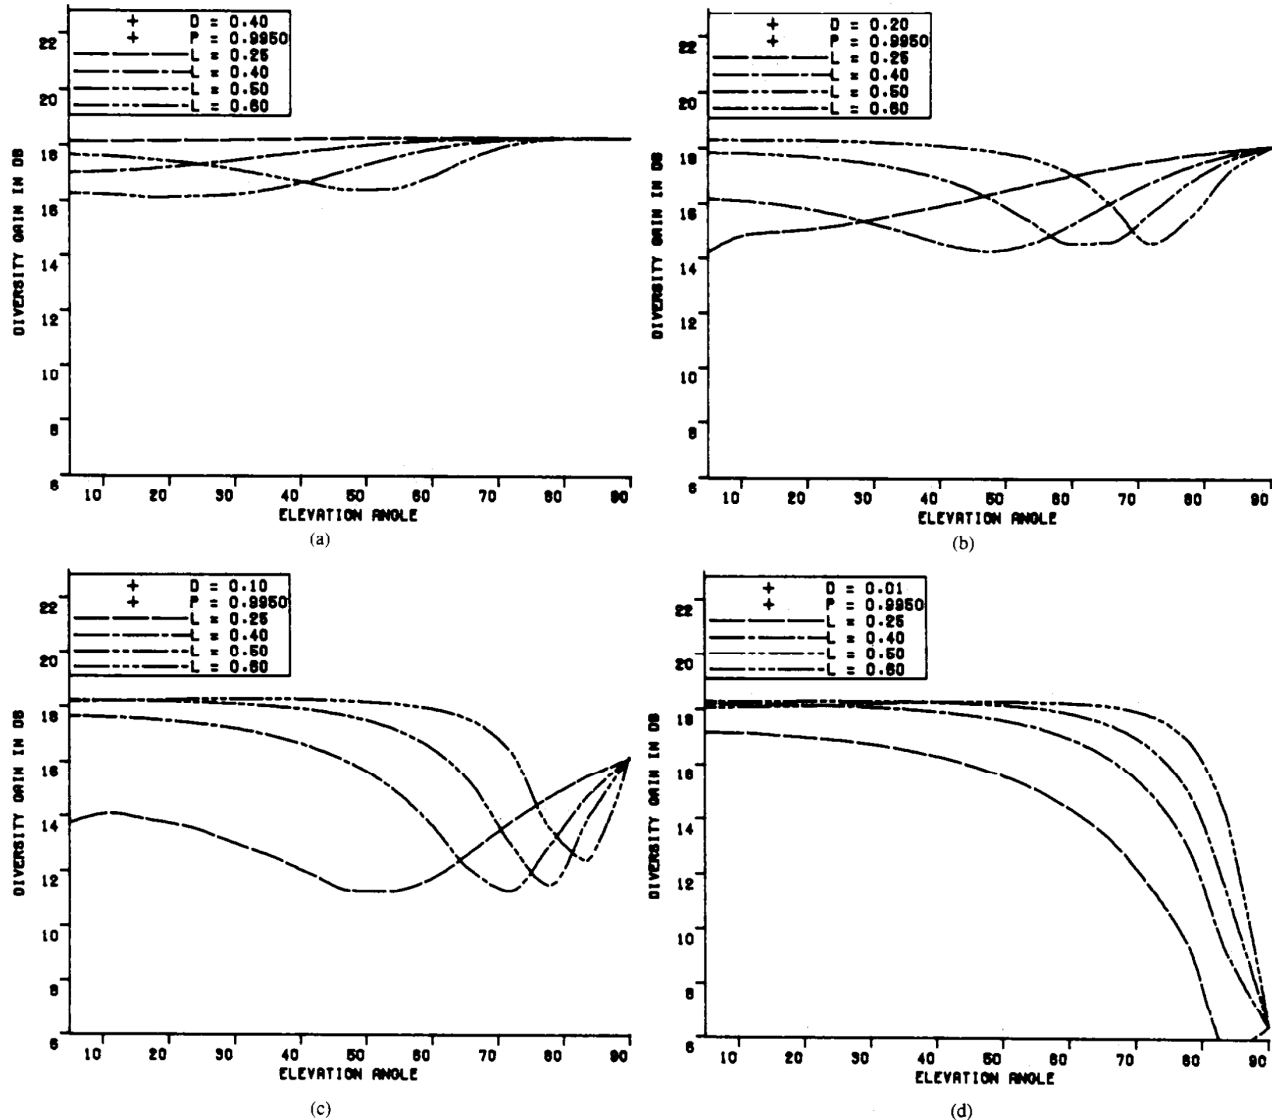 D = 0.40
P = 0.9950
L = 0.25
L = 0.40
L = 0.50
L = 0.60
22
20
18
16
14
12
10
8
6
DIVERSITY GAIN IN DB
10 20 30 40 50 60 70 80 90
ELEVATION ANGLE
(a)
D = 0.20
P = 0.9950
L = 0.25
L = 0.40
L = 0.50
L = 0.60
22
20
18
16
14
12
10
8
6
DIVERSITY GAIN IN DB
10 20 30 40 50 60 70 80 90
ELEVATION ANGLE
(b)
D = 0.10
P = 0.9950
L = 0.25
L = 0.40
L = 0.50
L = 0.60
22
20
18
16
14
12
10
8
6
DIVERSITY GAIN IN DB
10 20 30 40 50 60 70 80 90
ELEVATION ANGLE
(c)
D = 0.01
P = 0.9950
L = 0.25
L = 0.40
L = 0.50
L = 0.60
22
20
18
16
14
12
10
8
6
DIVERSITY GAIN IN DB
10 20 30 40 50 60 70 80 90
ELEVATION ANGLE
(d)